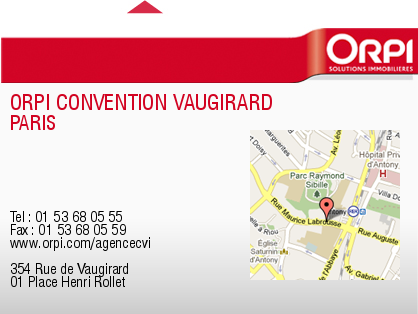 ORPI
SOLUTIONS IMMOBILIÈRES
ORPI CONVENTION VAUGIRARD
PARIS
Tel : 01 53 68 05 55
Fax : 01 53 68 05 59
www.orpi.com/agencecvi
354 Rue de Vaugirard
01 Place Henri Rollet
Parc Raymond
Sibille
Hôpital Privé
d'Antony
Rue Maurice Labrousse
Rue Auguste
Église
Saturnin
d'Antony
Av. Gabriel